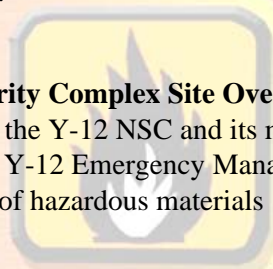 rity Complex Site Ove
the Y-12 NSC and its
Y-12 Emergency Mana
of hazardous materials